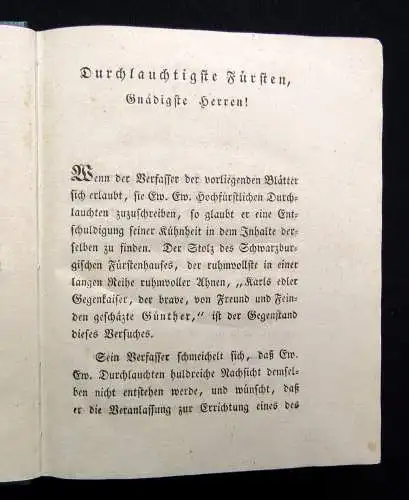 Durchlauchtigste Fürsten,
Gnädigste Herren!
Wenn der Verfasser der vorliegenden Blätter
sich erlaubt, sie Ew. Ew. Hochfürstlichen Durch-
lauchten zuzuschreiben, so glaubt er eine Ent-
schuldigung seiner Kühnheit in dem Inhalte der-
selben zu finden. Der Stolz des Schwarzbur-
gischen Fürstenhauses, der ruhmvollste in einer
langen Reihe ruhmvoller Ahnen, „Karls edler
Gegenkaiser, der brave, von Freund und Fein-
den geschäzte Günther,“ ist der Gegenstand
dieses Versuches.
Sein Verfasser schmeichelt sich, daß Ew.
Ew. Durchlauchten huldreiche Nachsicht demsel-
ben nicht entstehen werde, und wünscht, daß
er die Veranlassung zur Errichtung eines des